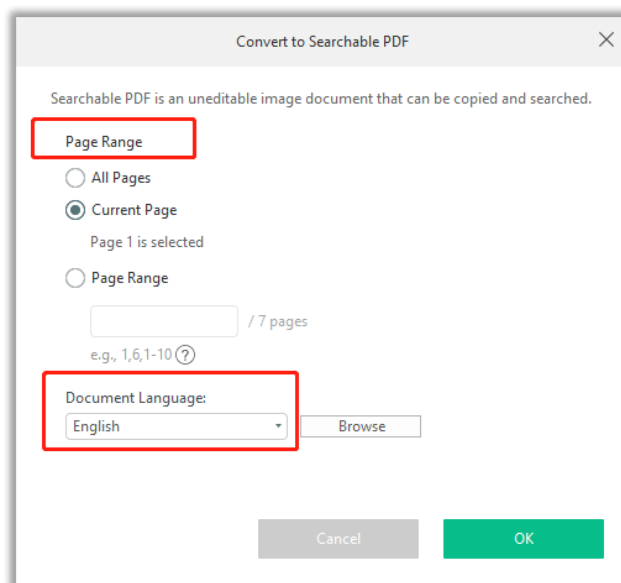 Convert to Searchable PDF
Searchable PDF is an uneditable image document that can be copied and searched.
Page Range
All Pages
Current Page
Page 1 is selected
Page Range
/ 7 pages
e.g., 1,6,1-10 ?
Document Language:
English
Browse
Cancel
OK